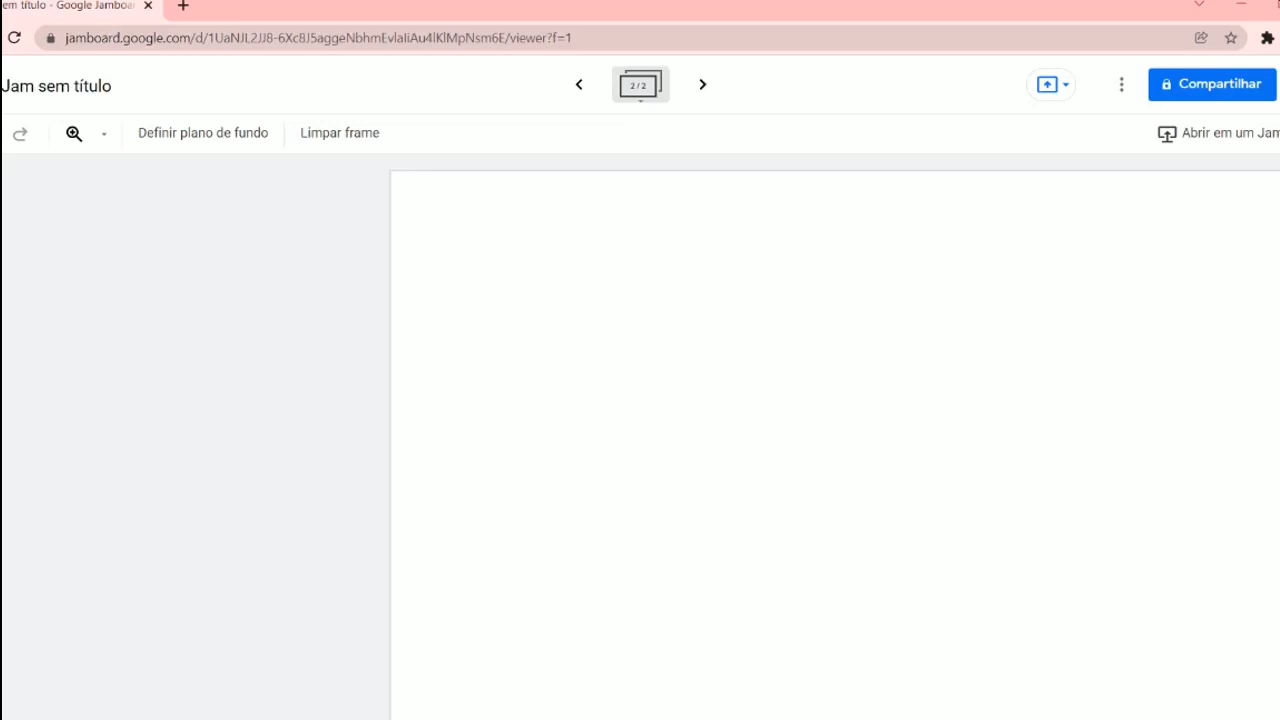 em título - Google Jamboa
jamboard.google.com/d/1UaNJL2JJ8-6Xc8J5aggeNbhmEvlaIiAu4lKlMpNsm6E/viewer?f=1
Jam sem título
2 / 2
Compartilhar
Definir plano de fundo
Limpar frame
Abrir em um Jam